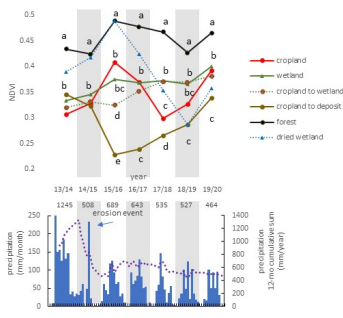 0.5
0.45
0.4
0.35
0.3
0.25
0.2
NDVI
a a a a a a a
b b b b b b b
bc bc
d c c c
e c c
year
13/14 14/15 15/16 16/17 17/18 18/19 19/20
1245 508 689 643 535 527 464
cropland
wetland
cropland to wetland
cropland to deposit
forest
dried wetland
erosion event
250
200
150
100
50
0
precipitation
(mm/month)
1400
1200
1000
800
600
400
200
0
precipitation
12-mo cumulative sum
(mm/year)